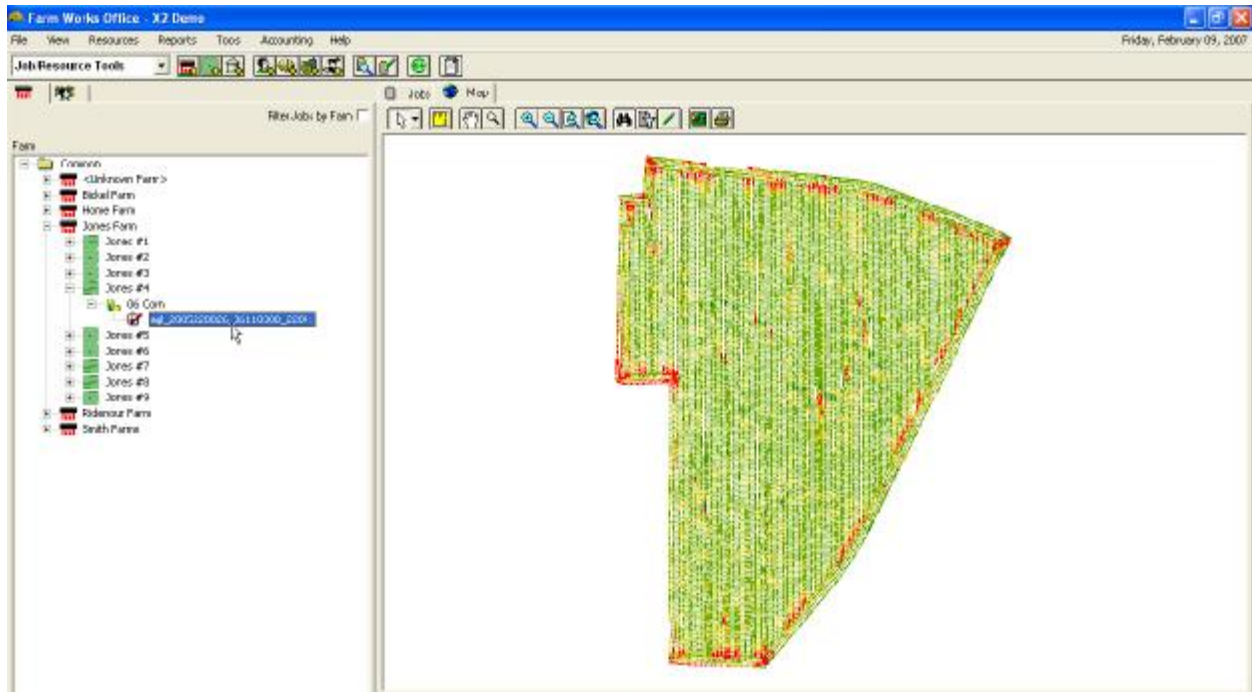 Farm Works Office - X2 Demo
File View Resources Reports Tools Accounting Help
Friday, February 09, 2007
Job/Resource Tools
Jobs Map
Filter Jobs by Farm
Farm
Common
<Unknown Farm>
Bickel Farm
Home Farm
Jones Farm
Jones #1
Jones #2
Jones #3
Jones #4
06 Corn
Jones #5
Jones #6
Jones #7
Jones #8
Jones #9
Ridenour Farm
Smith Farms